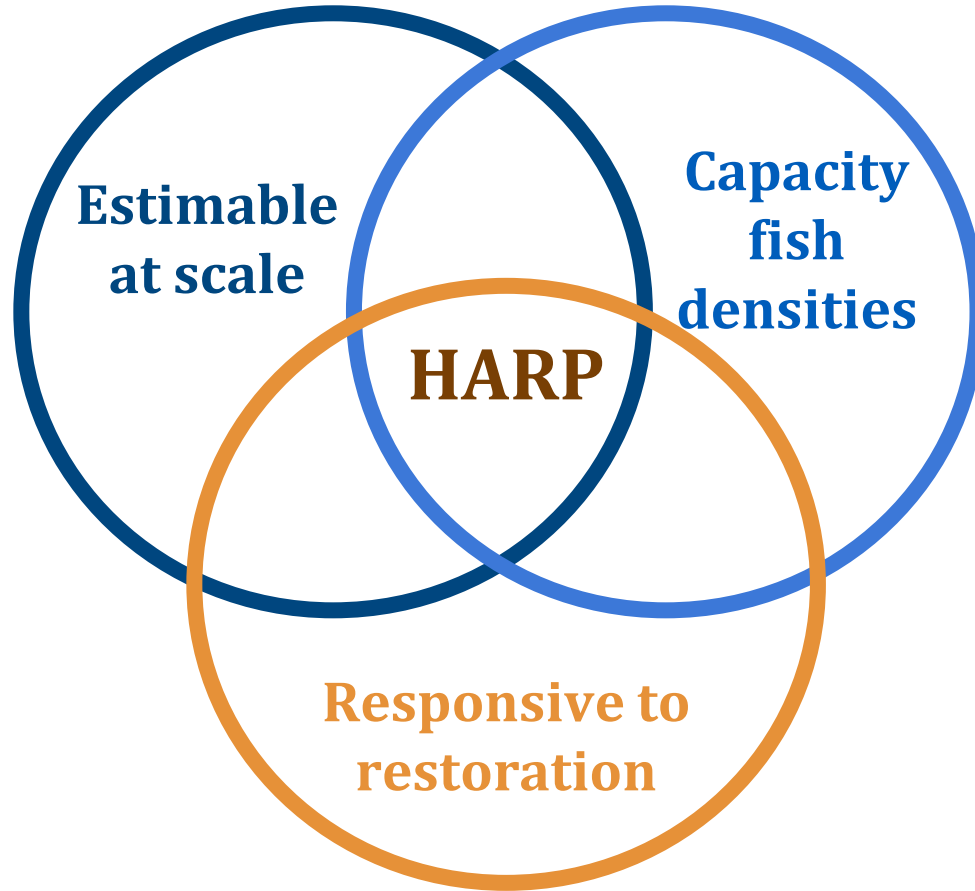 Estimable
at scale
Capacity
fish
densities
HARP
Responsive to
restoration